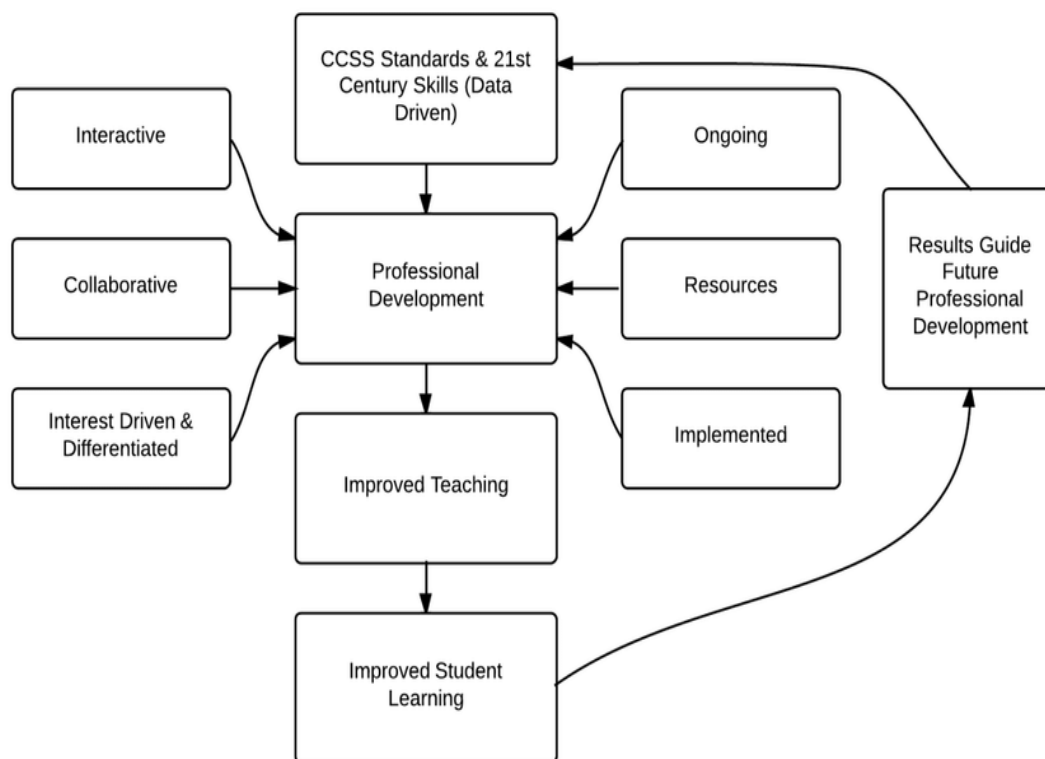 CCSS Standards & 21st
Century Skills (Data
Driven)
Interactive
Ongoing
Collaborative
Professional
Development
Resources
Results Guide
Future
Professional
Development
Interest Driven &
Differentiated
Implemented
Improved Teaching
Improved Student
Learning